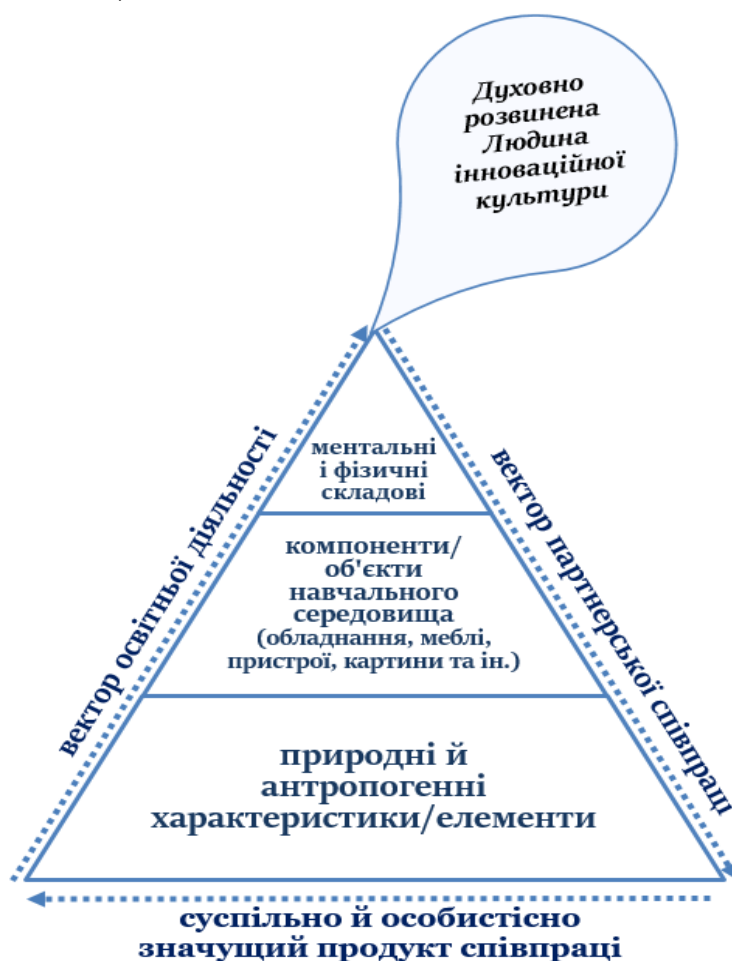 Духовно
розвинена
Людина
інноваційної
культури
вектор освітньої діяльності
ментальні
і фізичні
складові
вектор партнерської співпраці
компоненти/
об'єкти
навчального
середовища
(обладнання, меблі,
пристрої, картини та ін.)
природні й
антропогенні
характеристики/елементи
суспільно й особистісно
значущий продукт співпраці